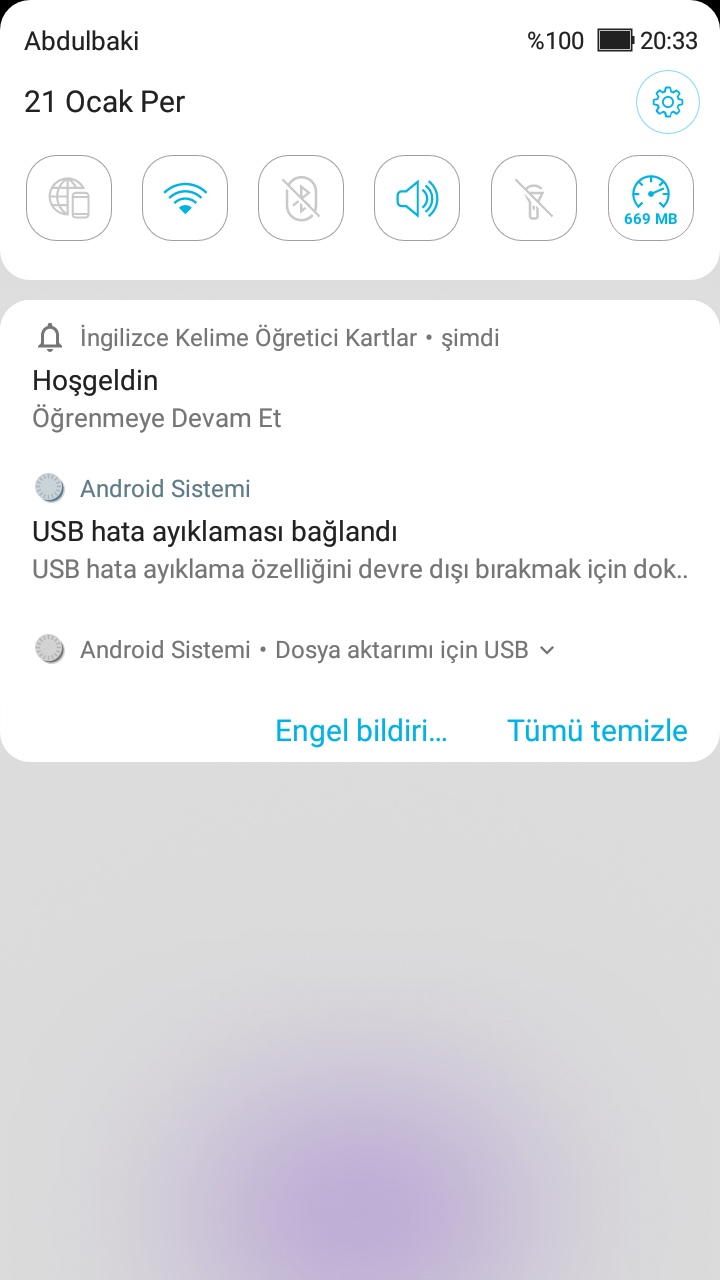 Abdulbaki
%100 20:33
21 Ocak Per
669 MB
İngilizce Kelime Öğretici Kartlar • şimdi
Hoşgeldin
Öğrenmeye Devam Et
Android Sistemi
USB hata ayıklaması bağlandı
USB hata ayıklama özelliğini devre dışı bırakmak için dok..
Android Sistemi • Dosya aktarımı için USB
Engel bildiri... Tümü temizle